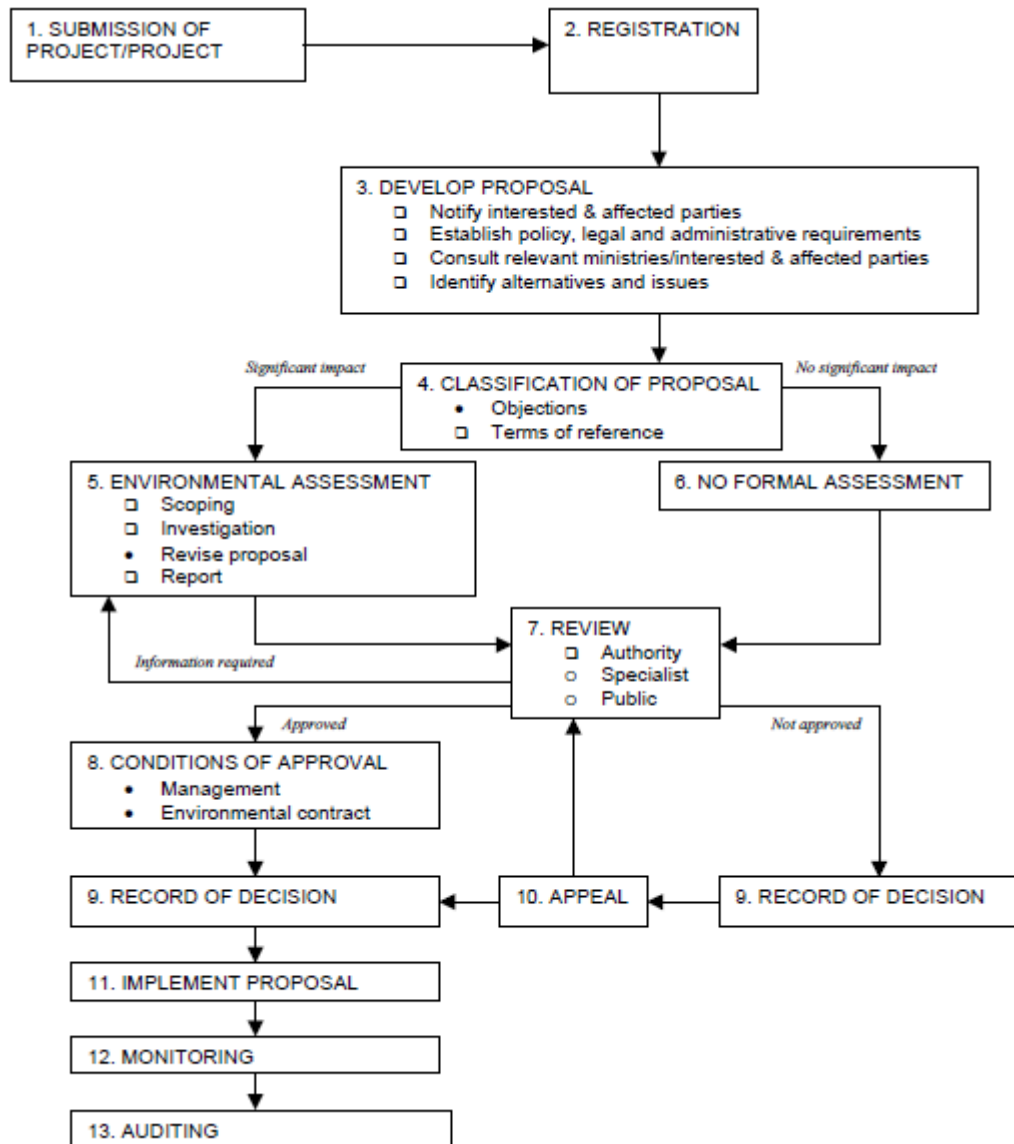 1. SUBMISSION OF
PROJECT/PROJECT
2. REGISTRATION
3. DEVELOP PROPOSAL
❑ Notify interested & affected parties
❑ Establish policy, legal and administrative requirements
❑ Consult relevant ministries/interested & affected parties
❑ Identify alternatives and issues
Significant impact
No significant impact
4. CLASSIFICATION OF PROPOSAL
• Objections
❑ Terms of reference
5. ENVIRONMENTAL ASSESSMENT
❑ Scoping
❑ Investigation
• Revise proposal
❑ Report
6. NO FORMAL ASSESSMENT
7. REVIEW
❑ Authority
○ Specialist
○ Public
Information required
Approved
Not approved
8. CONDITIONS OF APPROVAL
• Management
• Environmental contract
9. RECORD OF DECISION
10. APPEAL
9. RECORD OF DECISION
11. IMPLEMENT PROPOSAL
12. MONITORING
13. AUDITING